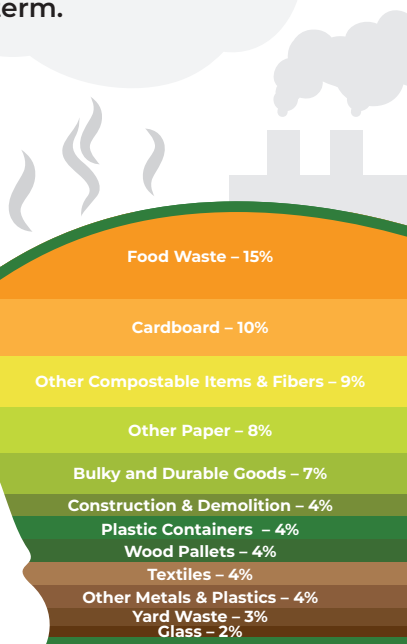 term.
Food Waste – 15%
Cardboard – 10%
Other Compostable Items & Fibers – 9%
Other Paper – 8%
Bulky and Durable Goods – 7%
Construction & Demolition – 4%
Plastic Containers – 4%
Wood Pallets – 4%
Textiles – 4%
Other Metals & Plastics – 4%
Yard Waste – 3%
Glass – 2%